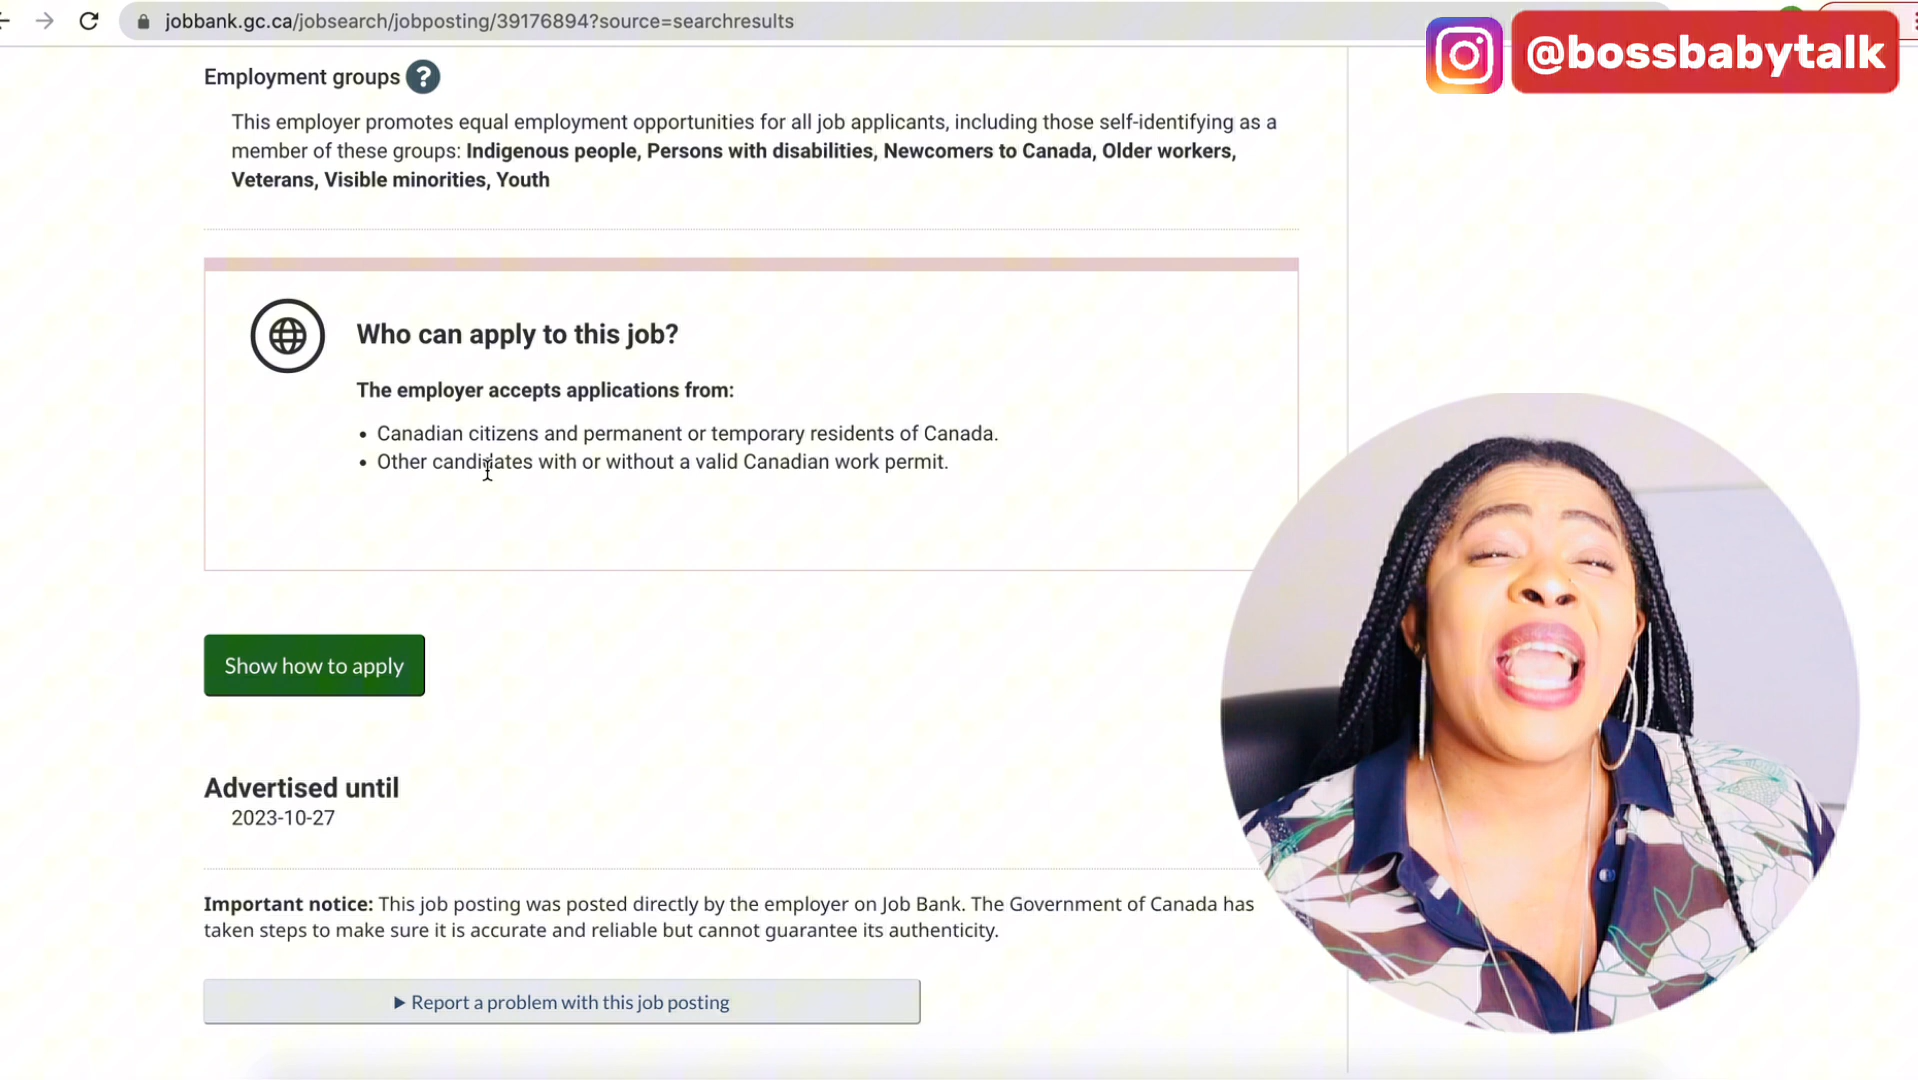 jobbank.gc.ca/jobsearch/jobposting/39176894?source=searchresults
@bossbabytalk
Employment groups ?
This employer promotes equal employment opportunities for all job applicants, including those self-identifying as a
member of these groups: Indigenous people, Persons with disabilities, Newcomers to Canada, Older workers,
Veterans, Visible minorities, Youth
Who can apply to this job?
The employer accepts applications from:
• Canadian citizens and permanent or temporary residents of Canada.
• Other candidates with or without a valid Canadian work permit.
Show how to apply
Advertised until
2023-10-27
Important notice: This job posting was posted directly by the employer on Job Bank. The Government of Canada has
taken steps to make sure it is accurate and reliable but cannot guarantee its authenticity.
Report a problem with this job posting